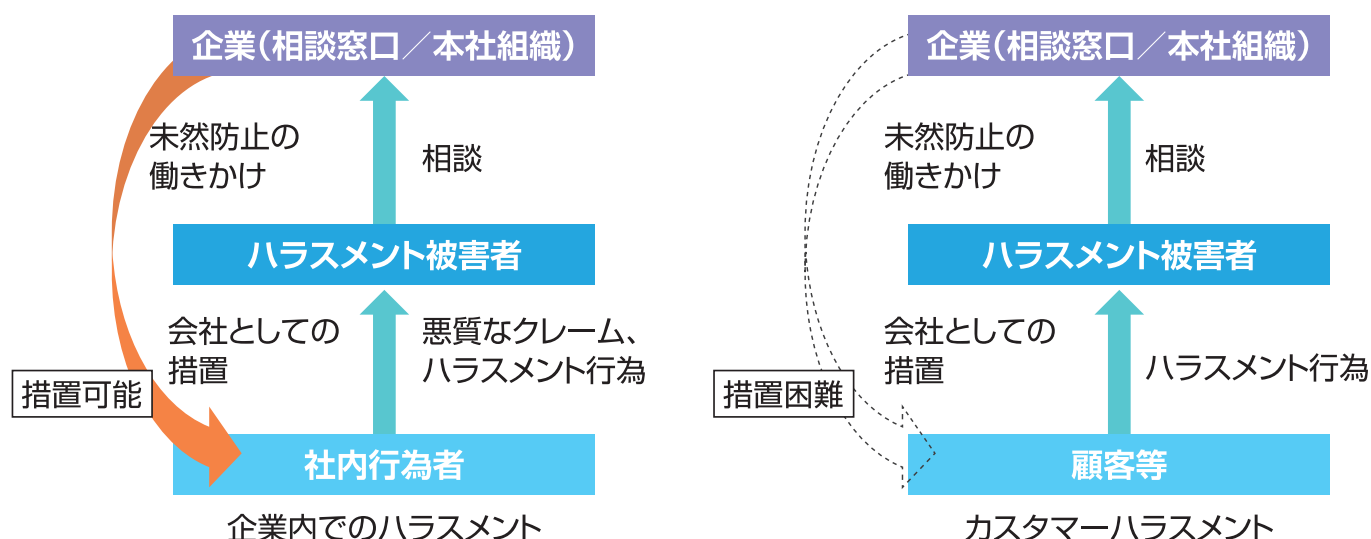 企業（相談窓口／本社組織）
未然防止の
働きかけ
相談
ハラスメント被害者
会社としての
措置
悪質なクレーム、
ハラスメント行為
措置可能
社内行為者
企業内でのハラスメント
企業（相談窓口／本社組織）
未然防止の
働きかけ
相談
ハラスメント被害者
会社としての
措置
ハラスメント行為
措置困難
顧客等
カスタマーハラスメント